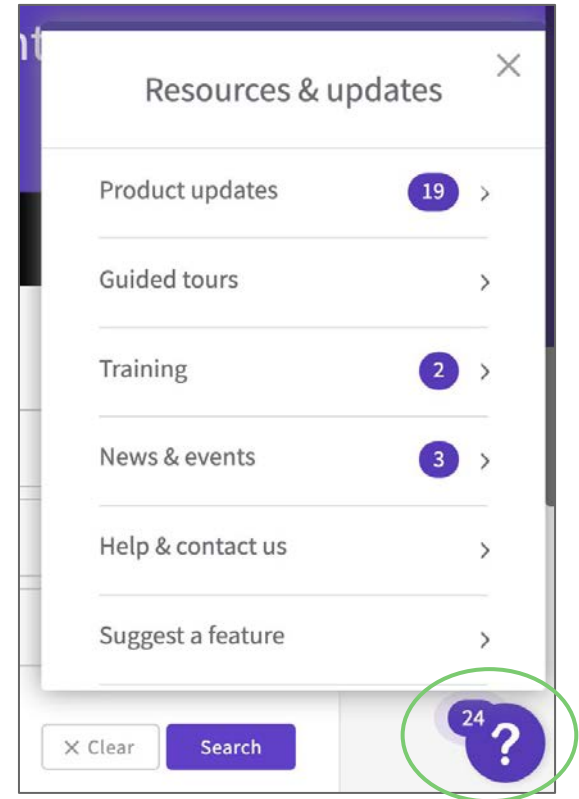 nt
Resources & updates
Product updates 19
Guided tours
Training 2
News & events 3
Help & contact us
Suggest a feature
24
?
Clear Search